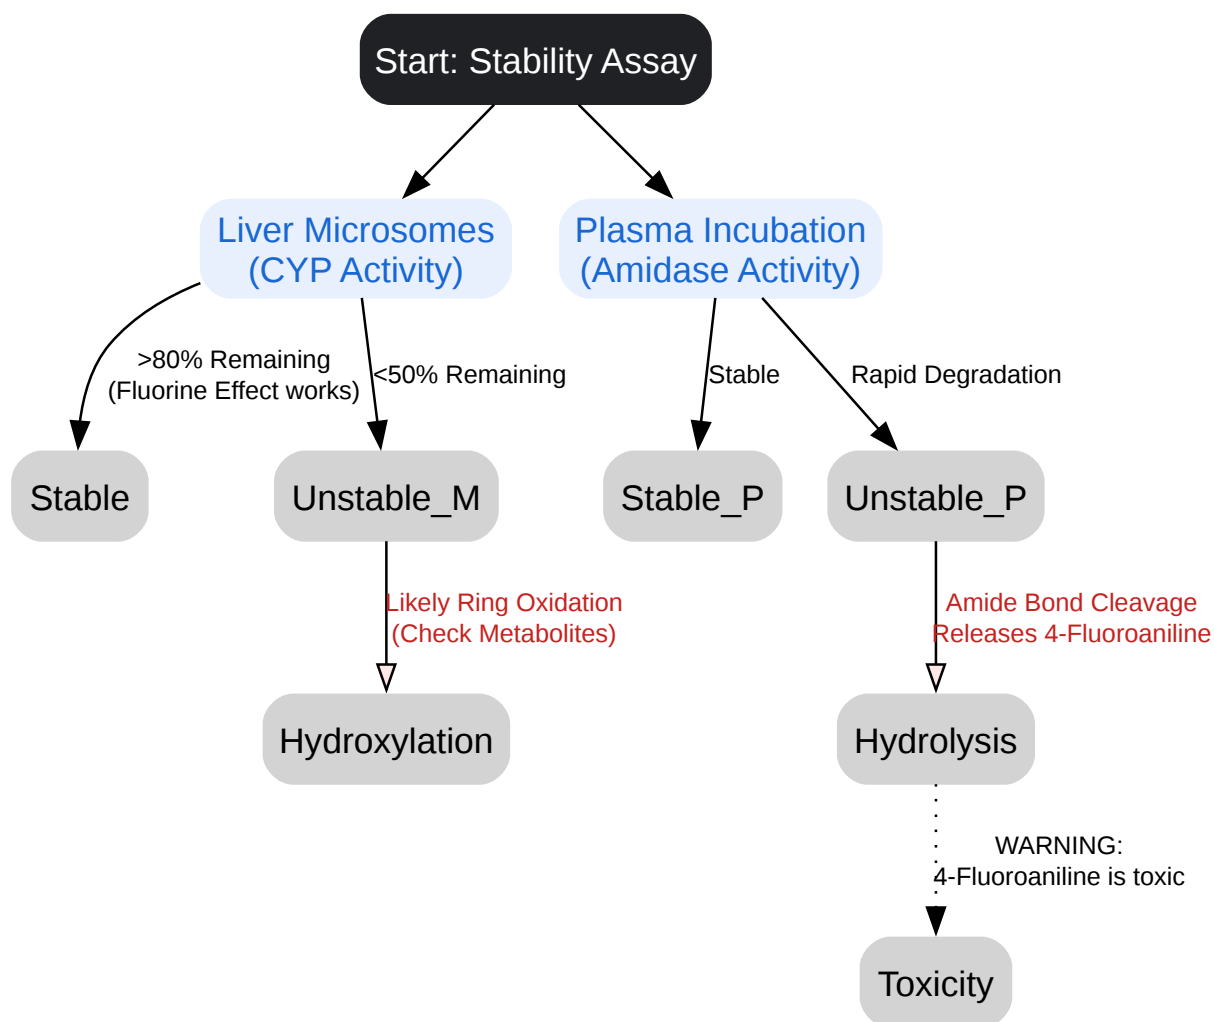 Start: Stability Assay
Liver Microsomes
(CYP Activity)
Plasma Incubation
(Amidase Activity)
>80% Remaining
(Fluorine Effect works)
<50% Remaining
Stable
Rapid Degradation
Stable
Unstable_M
Stable_P
Unstable_P
Likely Ring Oxidation
(Check Metabolites)
Amide Bond Cleavage
Releases 4-Fluoroaniline
Hydroxylation
Hydrolysis
WARNING:
4-Fluoroaniline is toxic
Toxicity